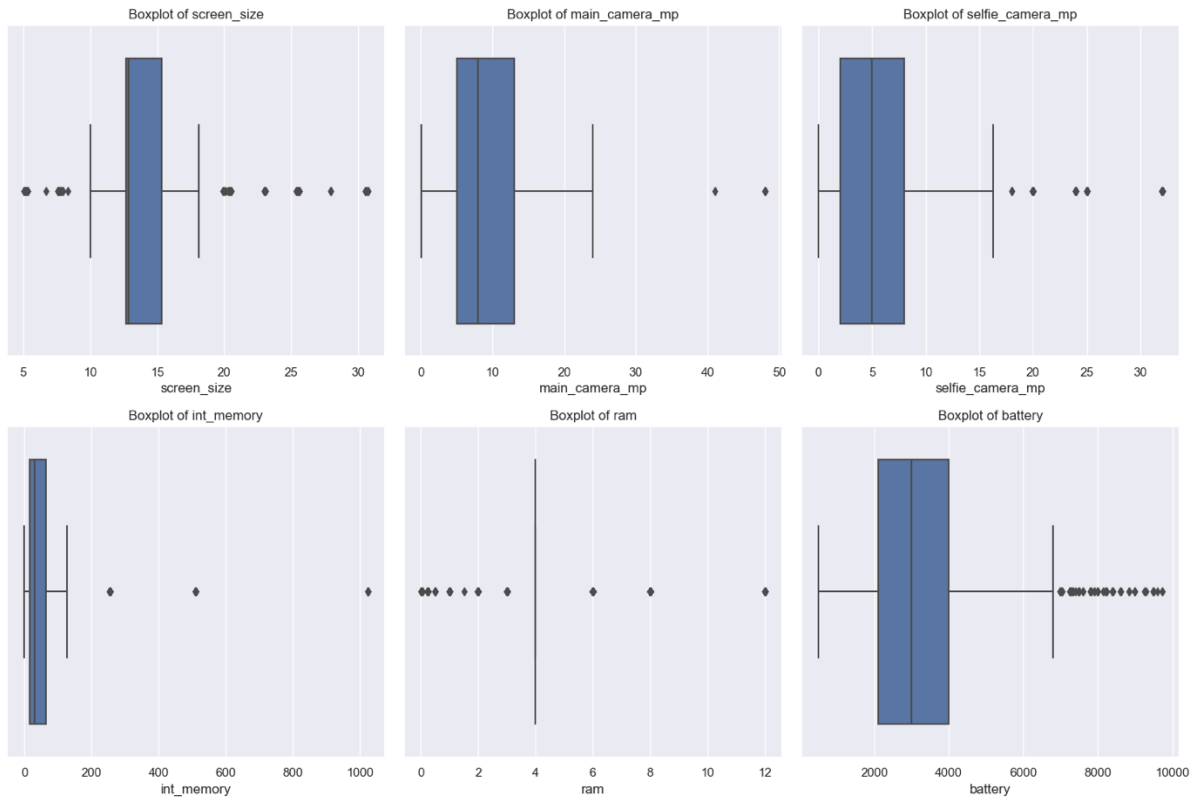 Boxplot of screen_size
5 10 15 20 25 30
screen_size
Boxplot of main_camera_mp
0 10 20 30 40 50
main_camera_mp
Boxplot of selfie_camera_mp
0 5 10 15 20 25 30
selfie_camera_mp
Boxplot of int_memory
0 200 400 600 800 1000
int_memory
Boxplot of ram
0 2 4 6 8 10 12
ram
Boxplot of battery
2000 4000 6000 8000 10000
battery